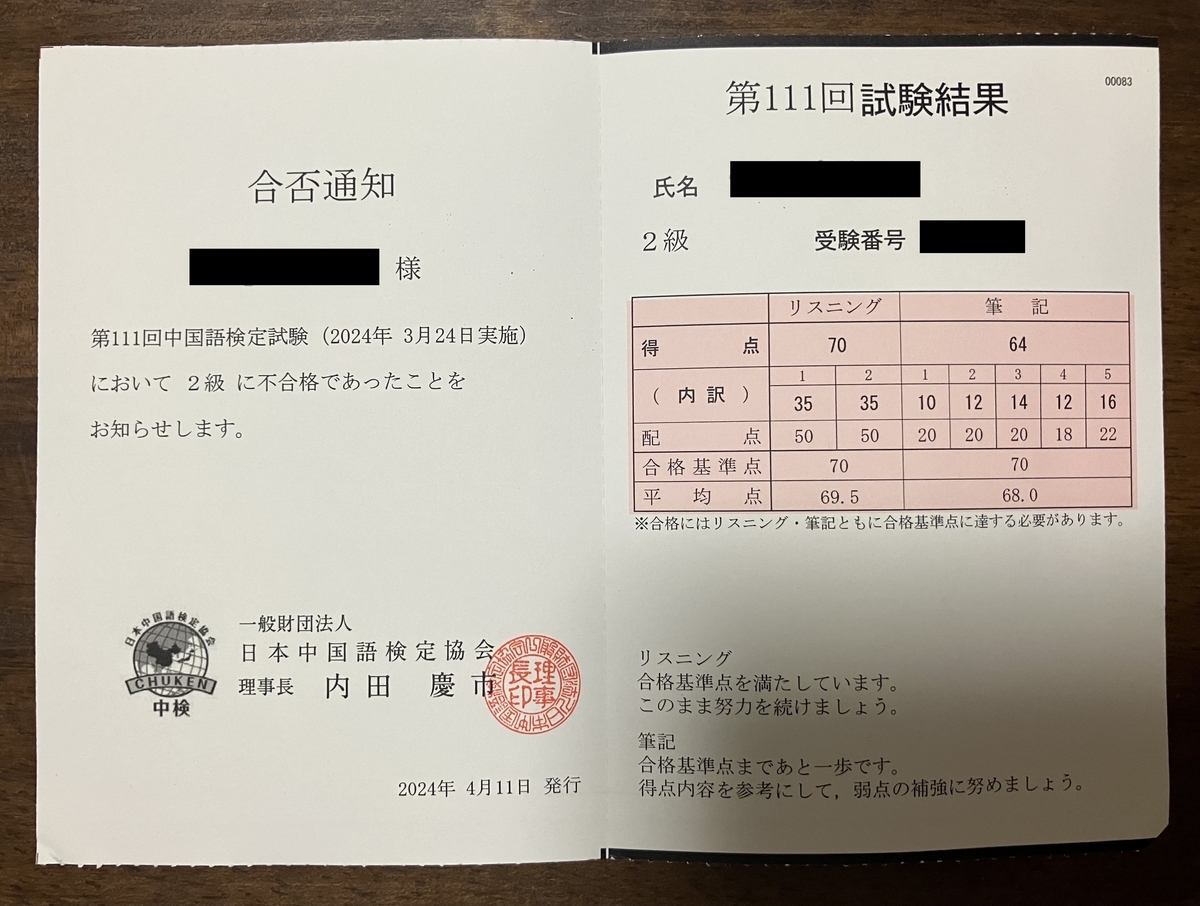 合否通知
様
第111回中国語検定試験（2024年 3月24日実施）
において ２級 に不合格であったことを
お知らせします。
日本中国語検定協会
CHUKEN
中検
一般財団法人
日本中国語検定協会
理事長 内田 慶市
理事長印
2024年 4月11日 発行
00083
第111回試験結果
氏名
２級 受験番号
リスニング 筆記
得点 70 64
1 2 1 2 3 4 5
（内訳） 35 35 10 12 14 12 16
配点 50 50 20 20 20 18 22
合格基準点 70 70
平均点 69.5 68.0
※合格にはリスニング・筆記ともに合格基準点に達する必要があります。
リスニング
合格基準点を満たしています。
このまま努力を続けましょう。
筆記
合格基準点まであと一歩です。
得点内容を参考にして，弱点の補強に努めましょう。